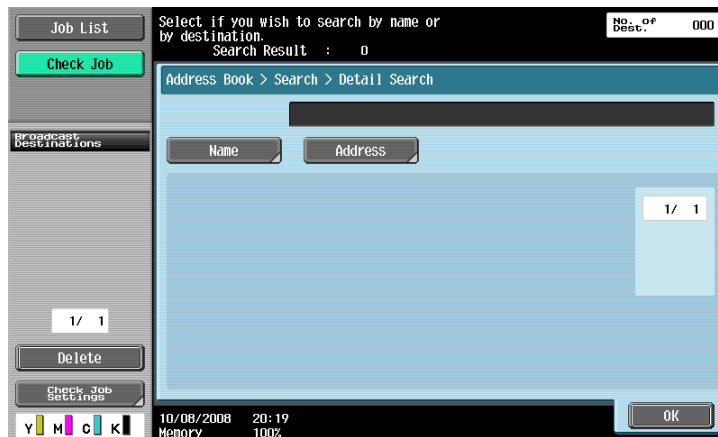 Job List
Check Job
Select if you wish to search by name or
by destination.
Search Result : 0
No. of
Dest. 000
Address Book > Search > Detail Search
Broadcast
Destinations
Name
Address
1/ 1
1/ 1
Delete
Check Job
Settings
Y M C K
10/08/2008 20:19
Memory 100%
OK